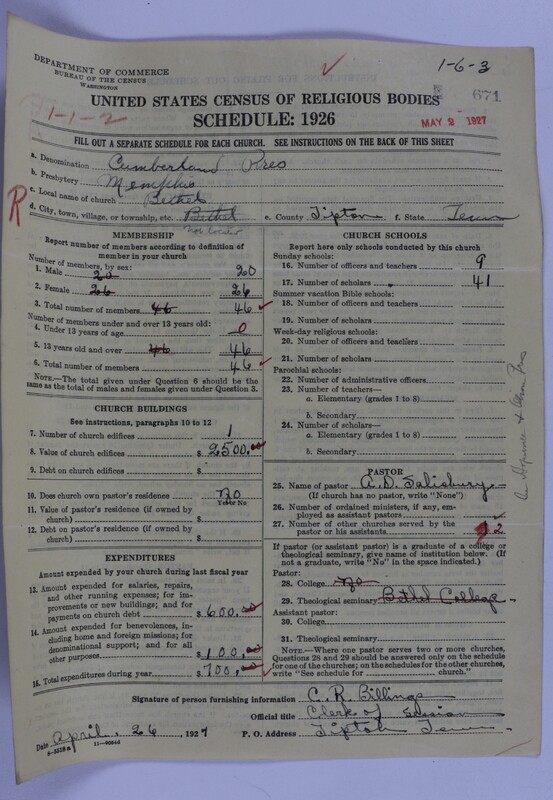 DEPARTMENT OF COMMERCE
BUREAU OF THE CENSUS
WASHINGTON
1-6-3
1-1-2
671
MAY 2 1927
UNITED STATES CENSUS OF RELIGIOUS BODIES
SCHEDULE: 1926
FILL OUT A SEPARATE SCHEDULE FOR EACH CHURCH. SEE INSTRUCTIONS ON THE BACK OF THIS SHEET
a. Denomination Cumberland Pres
b. Presbytery Memphis
R
c. Local name of church Bethel
d. City, town, village, or township, etc. Bethel e. County Tipton f. State Tenn
MEMBERSHIP
Report number of members according to definition of
member in your church
Number of members, by sex:
1. Male 20 20
2. Female 26 26
3. Total number of members 46 46
Number of members under and over 13 years old:
4. Under 13 years of age 0
5. 13 years old and over 46 46
6. Total number of members 46
NOTE.—The total given under Question 6 should be the
same as the total of males and females given under Question 3.
CHURCH BUILDINGS
See instructions, paragraphs 10 to 12
7. Number of church edifices 1
8. Value of church edifices $ 2500.00
9. Debt on church edifices $
10. Does church own pastor's residence No
Yes or No
11. Value of pastor's residence (if owned by
church) $
12. Debt on pastor's residence (if owned by
church) $
EXPENDITURES
Amount expended by your church during last fiscal year
13. Amount expended for salaries, repairs,
and other running expenses; for im-
provements or new buildings; and for
payments on church debt $ 600.00
14. Amount expended for benevolences, in-
cluding home and foreign missions; for
denominational support; and for all
other purposes $ 100.00
15. Total expenditures during year $ 700.00
CHURCH SCHOOLS
Report here only schools conducted by this church
Sunday schools:
16. Number of officers and teachers 9
17. Number of scholars 41
Summer vacation Bible schools:
18. Number of officers and teachers
19. Number of scholars
Week-day religious schools:
20. Number of officers and teachers
21. Number of scholars
Parochial schools:
22. Number of administrative officers
23. Number of teachers—
a. Elementary (grades 1 to 8)
b. Secondary
24. Number of scholars—
a. Elementary (grades 1 to 8)
b. Secondary
PASTOR
25. Name of pastor A. D. Salisbury
(If church has no pastor, write "None")
26. Number of ordained ministers, if any, em-
ployed as assistant pastors
27. Number of other churches served by the
pastor or his assistants 2
If pastor (or assistant pastor) is a graduate of a college or
theological seminary, give name of institution below. (If
not a graduate, write "No" in the space indicated.)
Pastor:
28. College No
29. Theological seminary Bethel College
Assistant pastor:
30. College
31. Theological seminary
NOTE.—Where one pastor serves two or more churches,
Questions 28 and 29 should be answered only on the schedule
for one of the churches; on the schedules for the other churches,
write "See schedule for church."
Signature of person furnishing information C. R. Billings
Official title Clerk of Session
Date April, 26 1927 P. O. Address Tipton Tenn